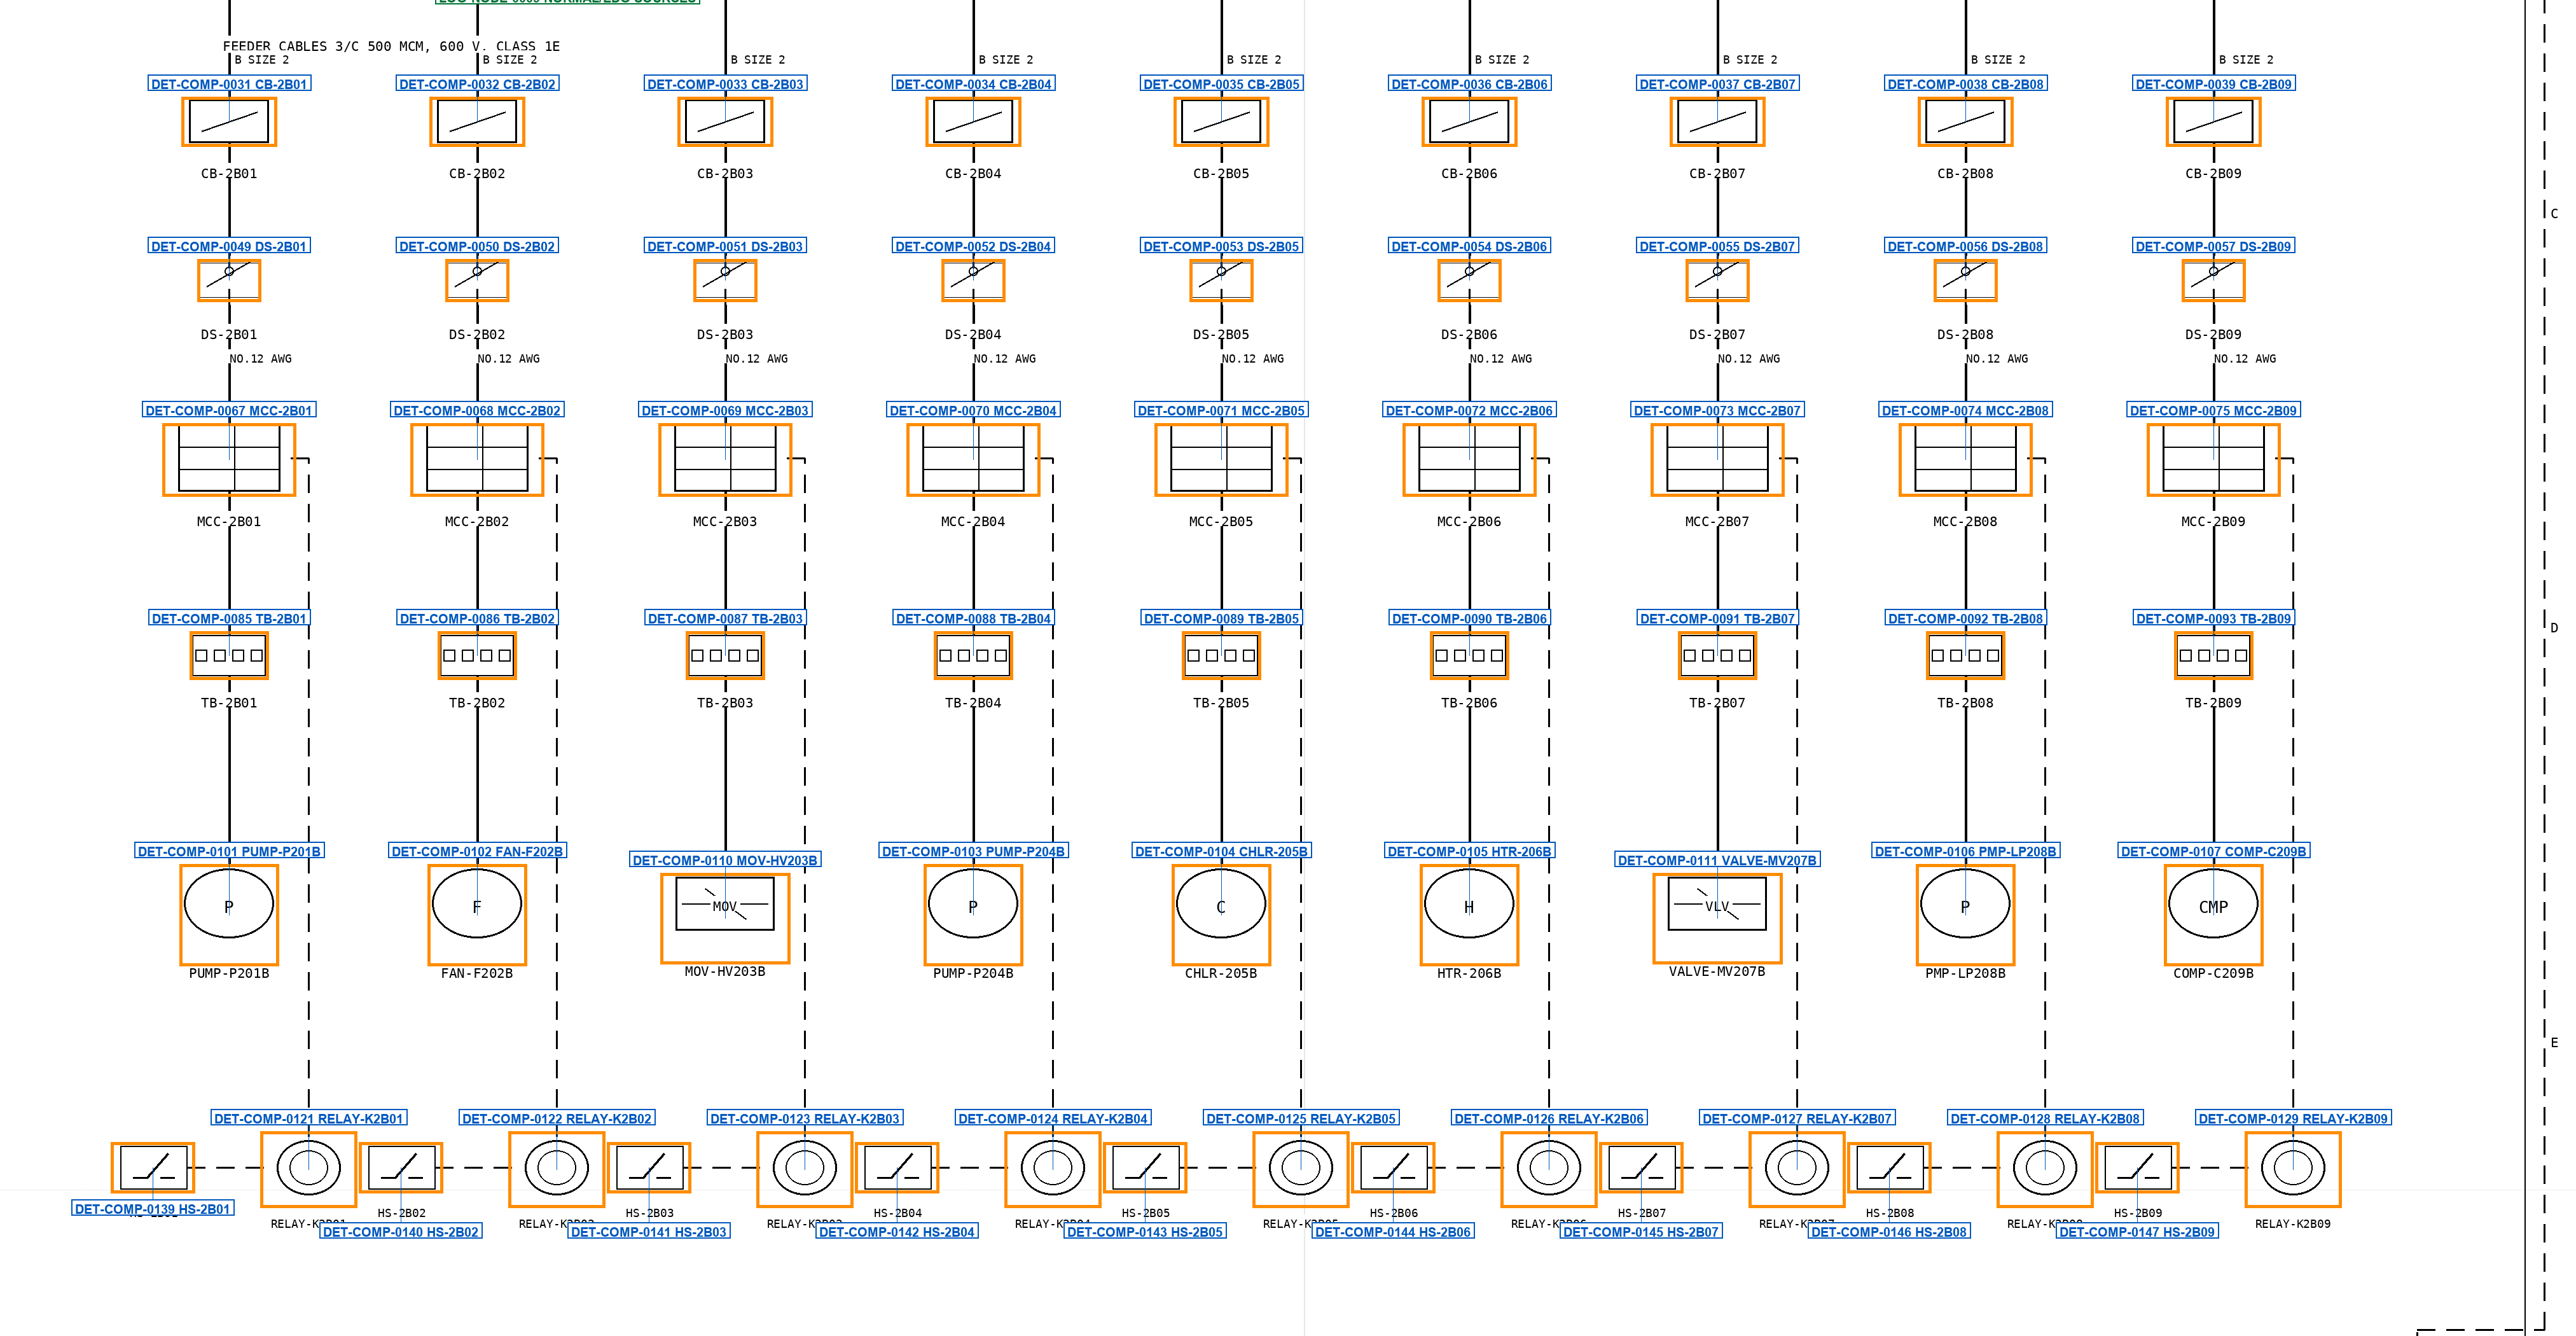 FEEDER CABLES 3/C 500 MCM, 600 V. CLASS 1E
B SIZE 2 B SIZE 2 B SIZE 2 B SIZE 2 B SIZE 2 B SIZE 2 B SIZE 2 B SIZE 2 B SIZE 2
DET-COMP-0031 CB-2B01 DET-COMP-0032 CB-2B02 DET-COMP-0033 CB-2B03 DET-COMP-0034 CB-2B04 DET-COMP-0035 CB-2B05 DET-COMP-0036 CB-2B06 DET-COMP-0037 CB-2B07 DET-COMP-0038 CB-2B08 DET-COMP-0039 CB-2B09
CB-2B01 CB-2B02 CB-2B03 CB-2B04 CB-2B05 CB-2B06 CB-2B07 CB-2B08 CB-2B09
C
DET-COMP-0049 DS-2B01 DET-COMP-0050 DS-2B02 DET-COMP-0051 DS-2B03 DET-COMP-0052 DS-2B04 DET-COMP-0053 DS-2B05 DET-COMP-0054 DS-2B06 DET-COMP-0055 DS-2B07 DET-COMP-0056 DS-2B08 DET-COMP-0057 DS-2B09
DS-2B01 DS-2B02 DS-2B03 DS-2B04 DS-2B05 DS-2B06 DS-2B07 DS-2B08 DS-2B09
NO.12 AWG NO.12 AWG NO.12 AWG NO.12 AWG NO.12 AWG NO.12 AWG NO.12 AWG NO.12 AWG NO.12 AWG
DET-COMP-0067 MCC-2B01 DET-COMP-0068 MCC-2B02 DET-COMP-0069 MCC-2B03 DET-COMP-0070 MCC-2B04 DET-COMP-0071 MCC-2B05 DET-COMP-0072 MCC-2B06 DET-COMP-0073 MCC-2B07 DET-COMP-0074 MCC-2B08 DET-COMP-0075 MCC-2B09
MCC-2B01 MCC-2B02 MCC-2B03 MCC-2B04 MCC-2B05 MCC-2B06 MCC-2B07 MCC-2B08 MCC-2B09
DET-COMP-0085 TB-2B01 DET-COMP-0086 TB-2B02 DET-COMP-0087 TB-2B03 DET-COMP-0088 TB-2B04 DET-COMP-0089 TB-2B05 DET-COMP-0090 TB-2B06 DET-COMP-0091 TB-2B07 DET-COMP-0092 TB-2B08 DET-COMP-0093 TB-2B09
D
TB-2B01 TB-2B02 TB-2B03 TB-2B04 TB-2B05 TB-2B06 TB-2B07 TB-2B08 TB-2B09
DET-COMP-0101 PUMP-P201B DET-COMP-0102 FAN-F202B DET-COMP-0110 MOV-HV203B DET-COMP-0103 PUMP-P204B DET-COMP-0104 CHLR-205B DET-COMP-0105 HTR-206B DET-COMP-0111 VALVE-MV207B DET-COMP-0106 PMP-LP208B DET-COMP-0107 COMP-C209B
P F MOV P C H VLV P CMP
PUMP-P201B FAN-F202B MOV-HV203B PUMP-P204B CHLR-205B HTR-206B VALVE-MV207B PMP-LP208B COMP-C209B
E
DET-COMP-0121 RELAY-K2B01 DET-COMP-0122 RELAY-K2B02 DET-COMP-0123 RELAY-K2B03 DET-COMP-0124 RELAY-K2B04 DET-COMP-0125 RELAY-K2B05 DET-COMP-0126 RELAY-K2B06 DET-COMP-0127 RELAY-K2B07 DET-COMP-0128 RELAY-K2B08 DET-COMP-0129 RELAY-K2B09
DET-COMP-0139 HS-2B01 HS-2B02 HS-2B03 HS-2B04 HS-2B05 HS-2B06 HS-2B07 HS-2B08 HS-2B09
RELAY-K2B09
DET-COMP-0140 HS-2B02 DET-COMP-0141 HS-2B03 DET-COMP-0142 HS-2B04 DET-COMP-0143 HS-2B05 DET-COMP-0144 HS-2B06 DET-COMP-0145 HS-2B07 DET-COMP-0146 HS-2B08 DET-COMP-0147 HS-2B09